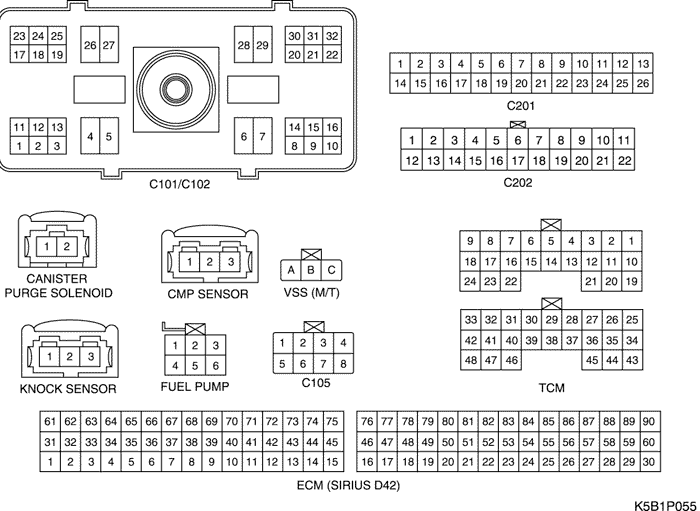 23 24 25 26 27 28 29 30 31 32
17 18 19 20 21 22
11 12 13 4 5 6 7 14 15 16
1 2 3 8 9 10
C101/C102
1 2 3 4 5 6 7 8 9 10 11 12 13
14 15 16 17 18 19 20 21 22 23 24 25 26
C201
1 2 3 4 5 6 7 8 9 10 11
12 13 14 15 16 17 18 19 20 21 22
C202
1 2
CANISTER
PURGE SOLENOID
1 2 3
CMP SENSOR
A B C
VSS (M/T)
9 8 7 6 5 4 3 2 1
18 17 16 15 14 13 12 11 10
24 23 22 21 20 19
33 32 31 30 29 28 27 26 25
42 41 40 39 38 37 36 35 34
48 47 46 45 44 43
TCM
1 2 3
KNOCK SENSOR
1 2 3
4 5 6
FUEL PUMP
1 2 3 4
5 6 7 8
C105
61 62 63 64 65 66 67 68 69 70 71 72 73 74 75 76 77 78 79 80 81 82 83 84 85 86 87 88 89 90
31 32 33 34 35 36 37 38 39 40 41 42 43 44 45 46 47 48 49 50 51 52 53 54 55 56 57 58 59 60
1 2 3 4 5 6 7 8 9 10 11 12 13 14 15 16 17 18 19 20 21 22 23 24 25 26 27 28 29 30
ECM (SIRIUS D42)
K5B1P055